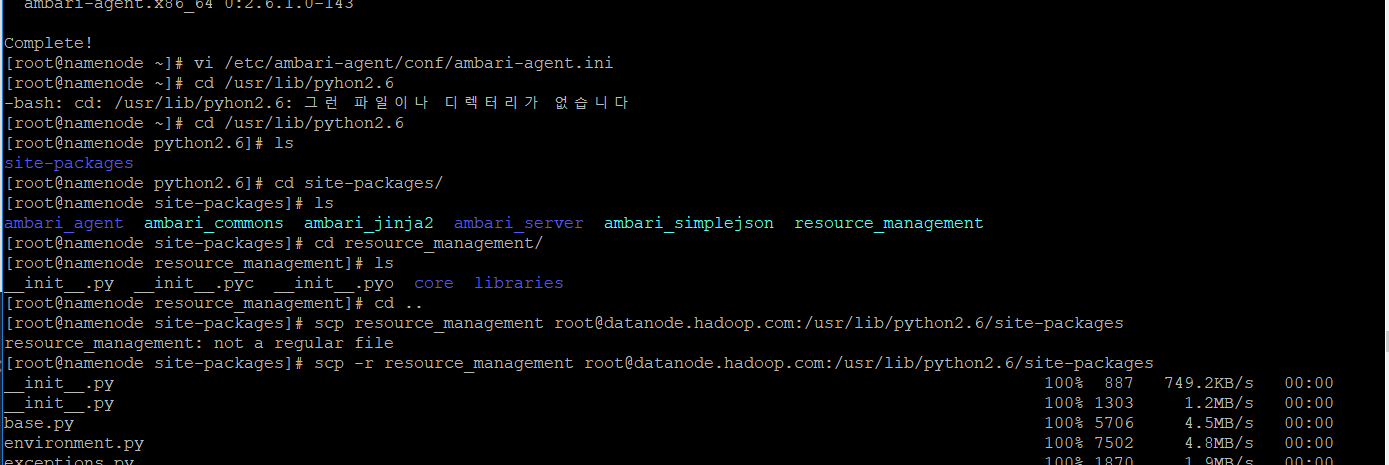 ambari-agent.x86_64 0:2.6.1.0-143
Complete!
[root@namenode ~]# vi /etc/ambari-agent/conf/ambari-agent.ini
[root@namenode ~]# cd /usr/lib/pyhon2.6
-bash: cd: /usr/lib/pyhon2.6: 그런 파일이나 디렉터리가 없습니다
[root@namenode ~]# cd /usr/lib/python2.6
[root@namenode python2.6]# ls
site-packages
[root@namenode python2.6]# cd site-packages/
[root@namenode site-packages]# ls
ambari_agent  ambari_commons  ambari_jinja2  ambari_server  ambari_simplejson  resource_management
[root@namenode site-packages]# cd resource_management/
[root@namenode resource_management]# ls
__init__.py  __init__.pyc  __init__.pyo  core  libraries
[root@namenode resource_management]# cd ..
[root@namenode site-packages]# scp resource_management root@datanode.hadoop.com:/usr/lib/python2.6/site-packages
resource_management: not a regular file
[root@namenode site-packages]# scp -r resource_management root@datanode.hadoop.com:/usr/lib/python2.6/site-packages
__init__.py 100% 887 749.2KB/s 00:00
__init__.py 100% 1303 1.2MB/s 00:00
base.py 100% 5706 4.5MB/s 00:00
environment.py 100% 7502 4.8MB/s 00:00
exceptions.py 100% 1870 1.9MB/s 00:00